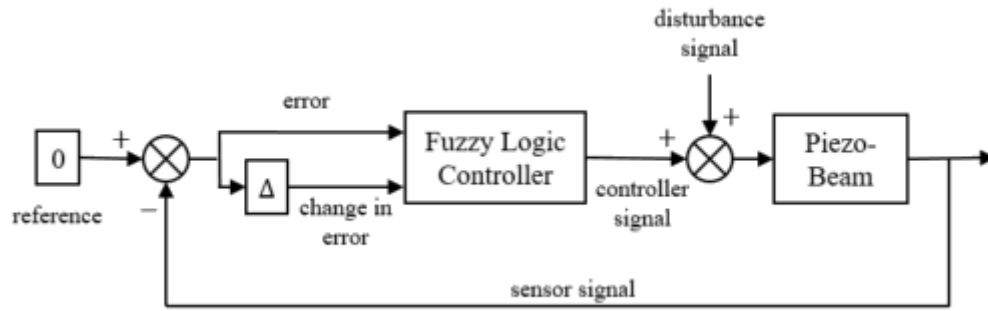 disturbance
signal
error
+
+
+
0
Fuzzy Logic
Controller
Piezo-
Beam
Δ
−
reference
change in
error
controller
signal
sensor signal